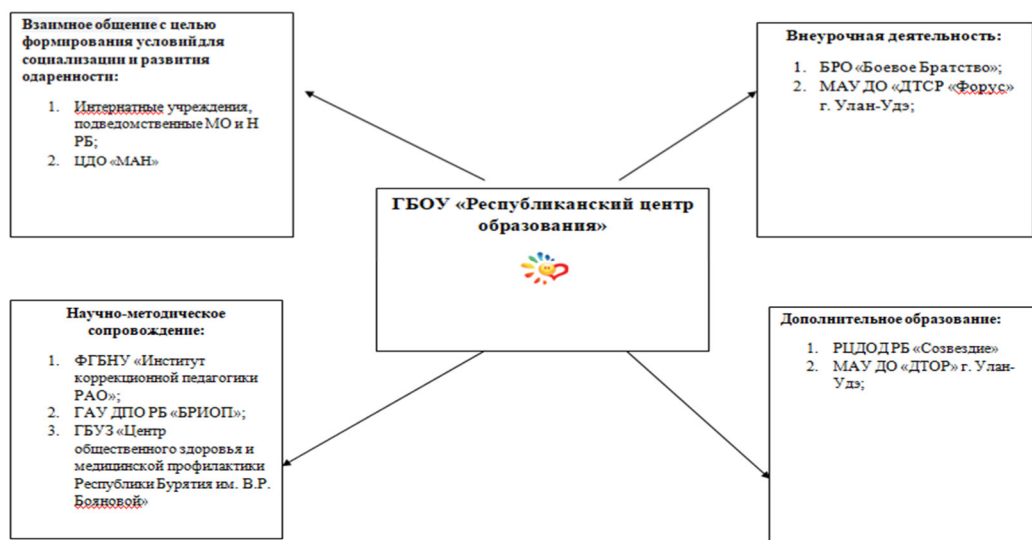 Взаимное общение с целью
формирования условий для
социализации и развития
одаренности:
1. Интернатные учреждения,
подведомственные МО и Н
РБ;
2. ЦДО «МАН»
Внеурочная деятельность:
1. БРО «Боевое Братство»;
2. МАУ ДО «ДТСР «Форус»
г. Улан-Удэ;
ГБОУ «Республиканский центр
образования»
Научно-методическое
сопровождение:
1. ФГБНУ «Институт
коррекционной педагогики
РАО»;
2. ГАУ ДПО РБ «БРИОП»;
3. ГБУЗ «Центр
общественного здоровья и
медицинской профилактики
Республики Бурятия им. В.Р.
Бояновой»
Дополнительное образование:
1. РЦДОД РБ «Созвездие»
2. МАУ ДО «ДТОР» г. Улан-
Удэ;